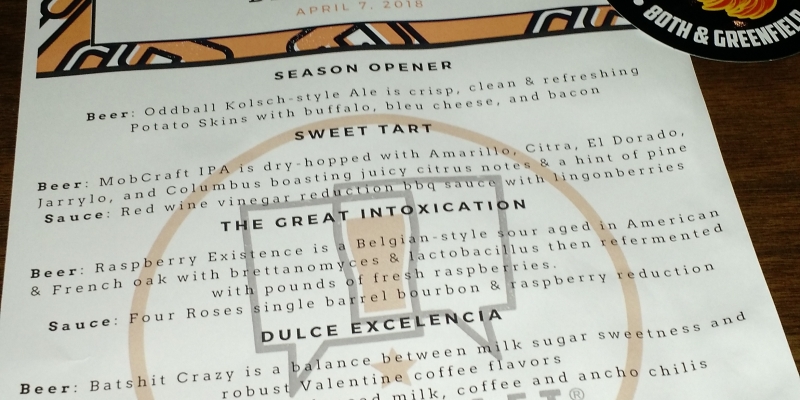 APRIL 7, 2018
BOTH & GREENFIELD
SEASON OPENER
Beer: Oddball Kolsch-style Ale is crisp, clean & refreshing
Potato Skins with buffalo, bleu cheese, and bacon
SWEET TART
Beer: MobCraft IPA is dry-hopped with Amarillo, Citra, El Dorado,
Jarrylo, and Columbus boasting juicy citrus notes & a hint of pine
Sauce: Red wine vinegar reduction bbq sauce with lingonberries
THE GREAT INTOXICATION
Beer: Raspberry Existence is a Belgian-style sour aged in American
& French oak with brettanomyces & lactobacillus then refermented
with pounds of fresh raspberries.
Sauce: Four Roses single barrel bourbon & raspberry reduction
DULCE EXCELENCIA
Beer: Batshit Crazy is a balance between milk sugar sweetness and
robust Valentine coffee flavors
milk, coffee and ancho chilis